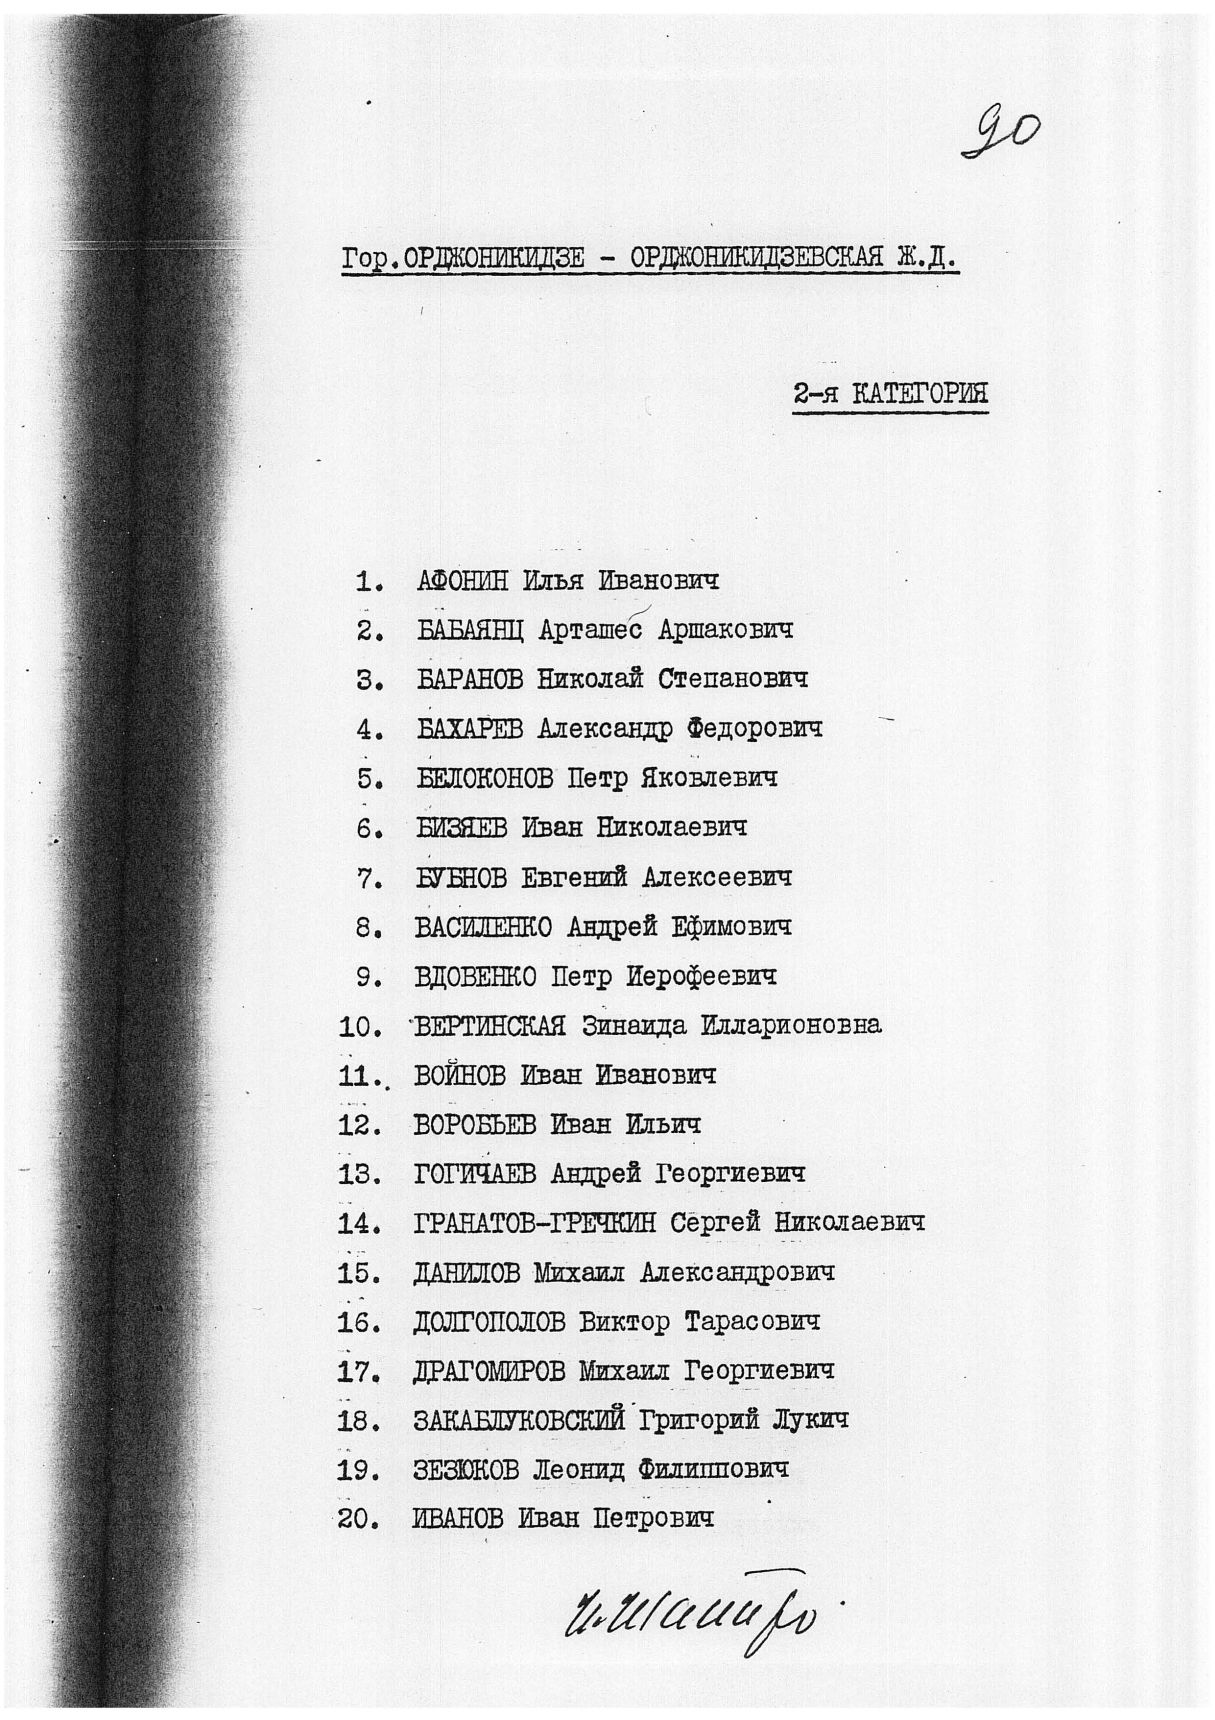 90
Гор.ОРДЖОНИКИДЗЕ - ОРДЖОНИКИДЗЕВСКАЯ Ж.Д.
2-я КАТЕГОРИЯ
1. АФОНИН Илья Иванович
2. БАБАЯНЦ Арташес Аршакович
3. БАРАНОВ Николай Степанович
4. БАХАРЕВ Александр Федорович
5. БЕЛОКОНОВ Петр Яковлевич
6. БИЗЯЕВ Иван Николаевич
7. БУБНОВ Евгений Алексеевич
8. ВАСИЛЕНКО Андрей Ефимович
9. ВДОВЕНКО Петр Иерофеевич
10. ВЕРТИНСКАЯ Зинаида Илларионовна
11. ВОЙНОВ Иван Иванович
12. ВОРОБЬЕВ Иван Ильич
13. ГОГИЧАЕВ Андрей Георгиевич
14. ГРАНАТОВ-ГРЕЧКИН Сергей Николаевич
15. ДАНИЛОВ Михаил Александрович
16. ДОЛГОПОЛОВ Виктор Тарасович
17. ДРАГОМИРОВ Михаил Георгиевич
18. ЗАКАБЛУКОВСКИЙ Григорий Лукич
19. ЗЕЗЮКОВ Леонид Филиппович
20. ИВАНОВ Иван Петрович
И.Шапиро